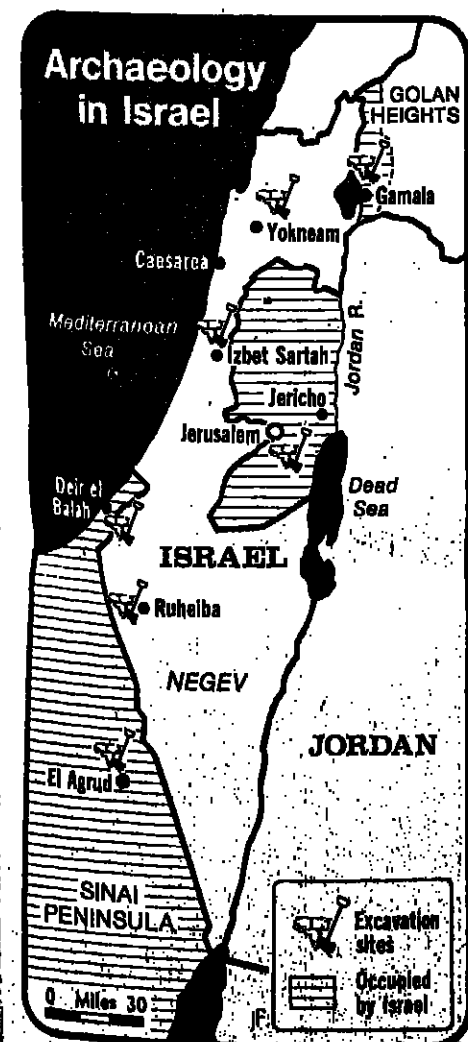 Archaeology
in Israel
GOLAN
HEIGHTS
Gamala
Yokneam
Caesarea
Mediterranean
Sea
Izbet Sartah
Jordan R.
Jericho
Jerusalem
Deir el
Balah
Dead
Sea
ISRAEL
Ruheiba
NEGEV
JORDAN
El Agrud
SINAI
PENINSULA
Excavation
sites
Occupied
by Israel
0 Miles 30
JF